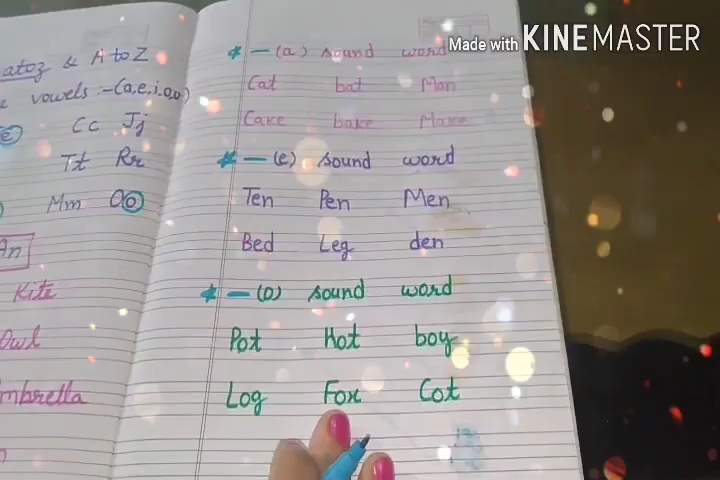 atoz & A to Z
vowels :- (a, e, i, o, u)
e Cc Jj
Tt Rr
Mm Oo
An
Kite
Owl
mbrella
* — (a) sound word
Cat bat Man
Cake bake Make
* — (e) sound word
Ten Pen Men
Bed Leg den
* — (o) sound word
Pot Hot boy
Log Fox Cot
Made with KINEMASTER